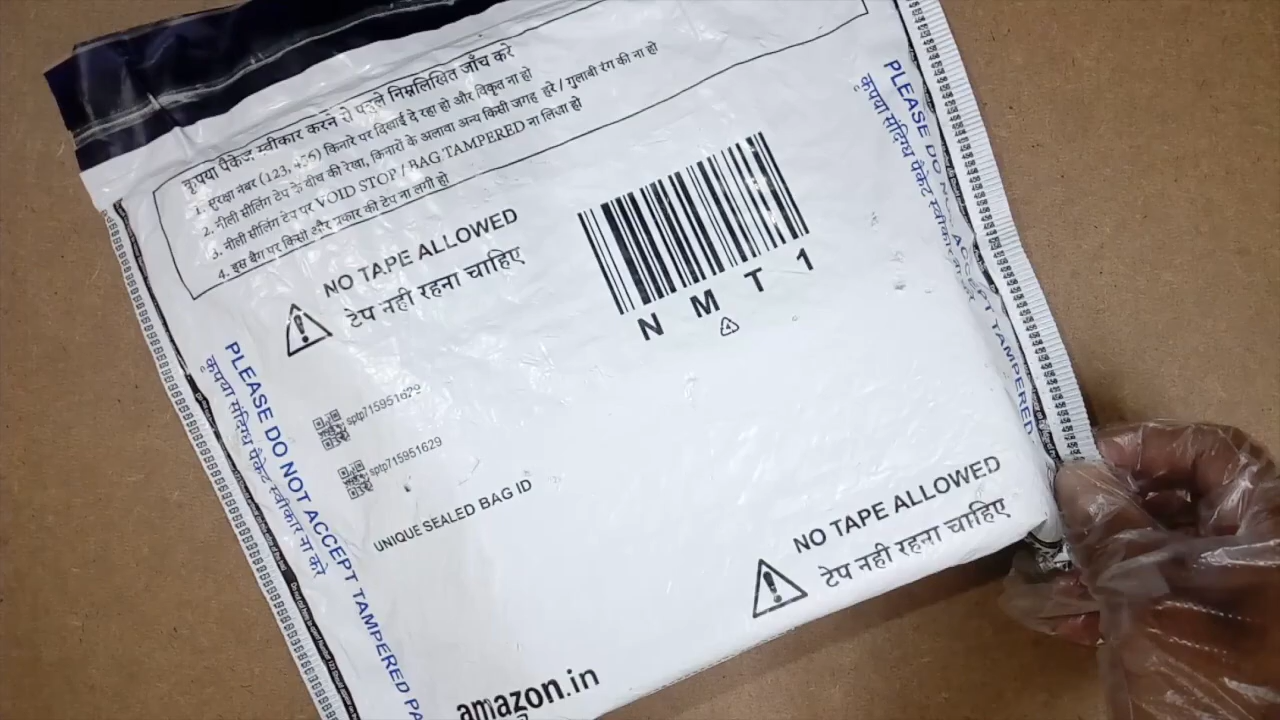 कृपया पैकेज स्वीकार करने से पहले निम्नलिखित जाँच करे
1. सुरक्षा नंबर (123, 456) किनारे पर दिखाई दे रहा हो और विकृत ना हो
2. नीली सीलिंग टेप के बीच की रेखा, किनारों के अलावा अन्य किसी जगह हरे / गुलाबी रंग की ना हो
3. नीली सीलिंग टेप पर VOID STOP / BAG TAMPERED ना लिखा हो
4. इस बैग पर किसी और प्रकार की टेप ना लगी हो
NO TAPE ALLOWED
टेप नही रहना चाहिए
N M T 1
PLEASE DO NOT ACCEPT TAMPERED
कृपया संदिग्ध पैकेट स्वीकार ना करे
PLEASE DO NOT ACCEPT TAMPERED PA
कृपया संदिग्ध पैकेट स्वीकार ना करे
sptp715951629
sptp715951629
UNIQUE SEALED BAG ID
NO TAPE ALLOWED
टेप नही रहना चाहिए
amazon.in